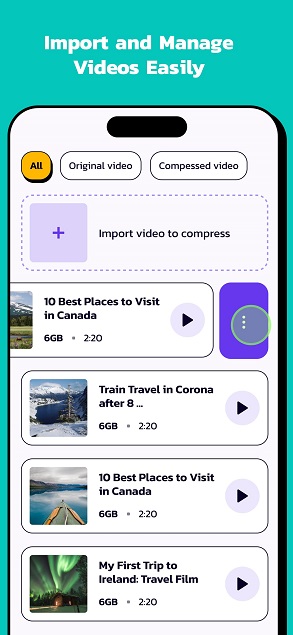 Import and Manage
Videos Easily
All
Original video
Compessed video
+
Import video to compress
10 Best Places to Visit
in Canada
6GB • 2:20
Train Travel in Corona
after 8 ...
6GB • 2:20
10 Best Places to Visit
in Canada
6GB • 2:20
My First Trip to
Ireland: Travel Film
6GB • 2:20